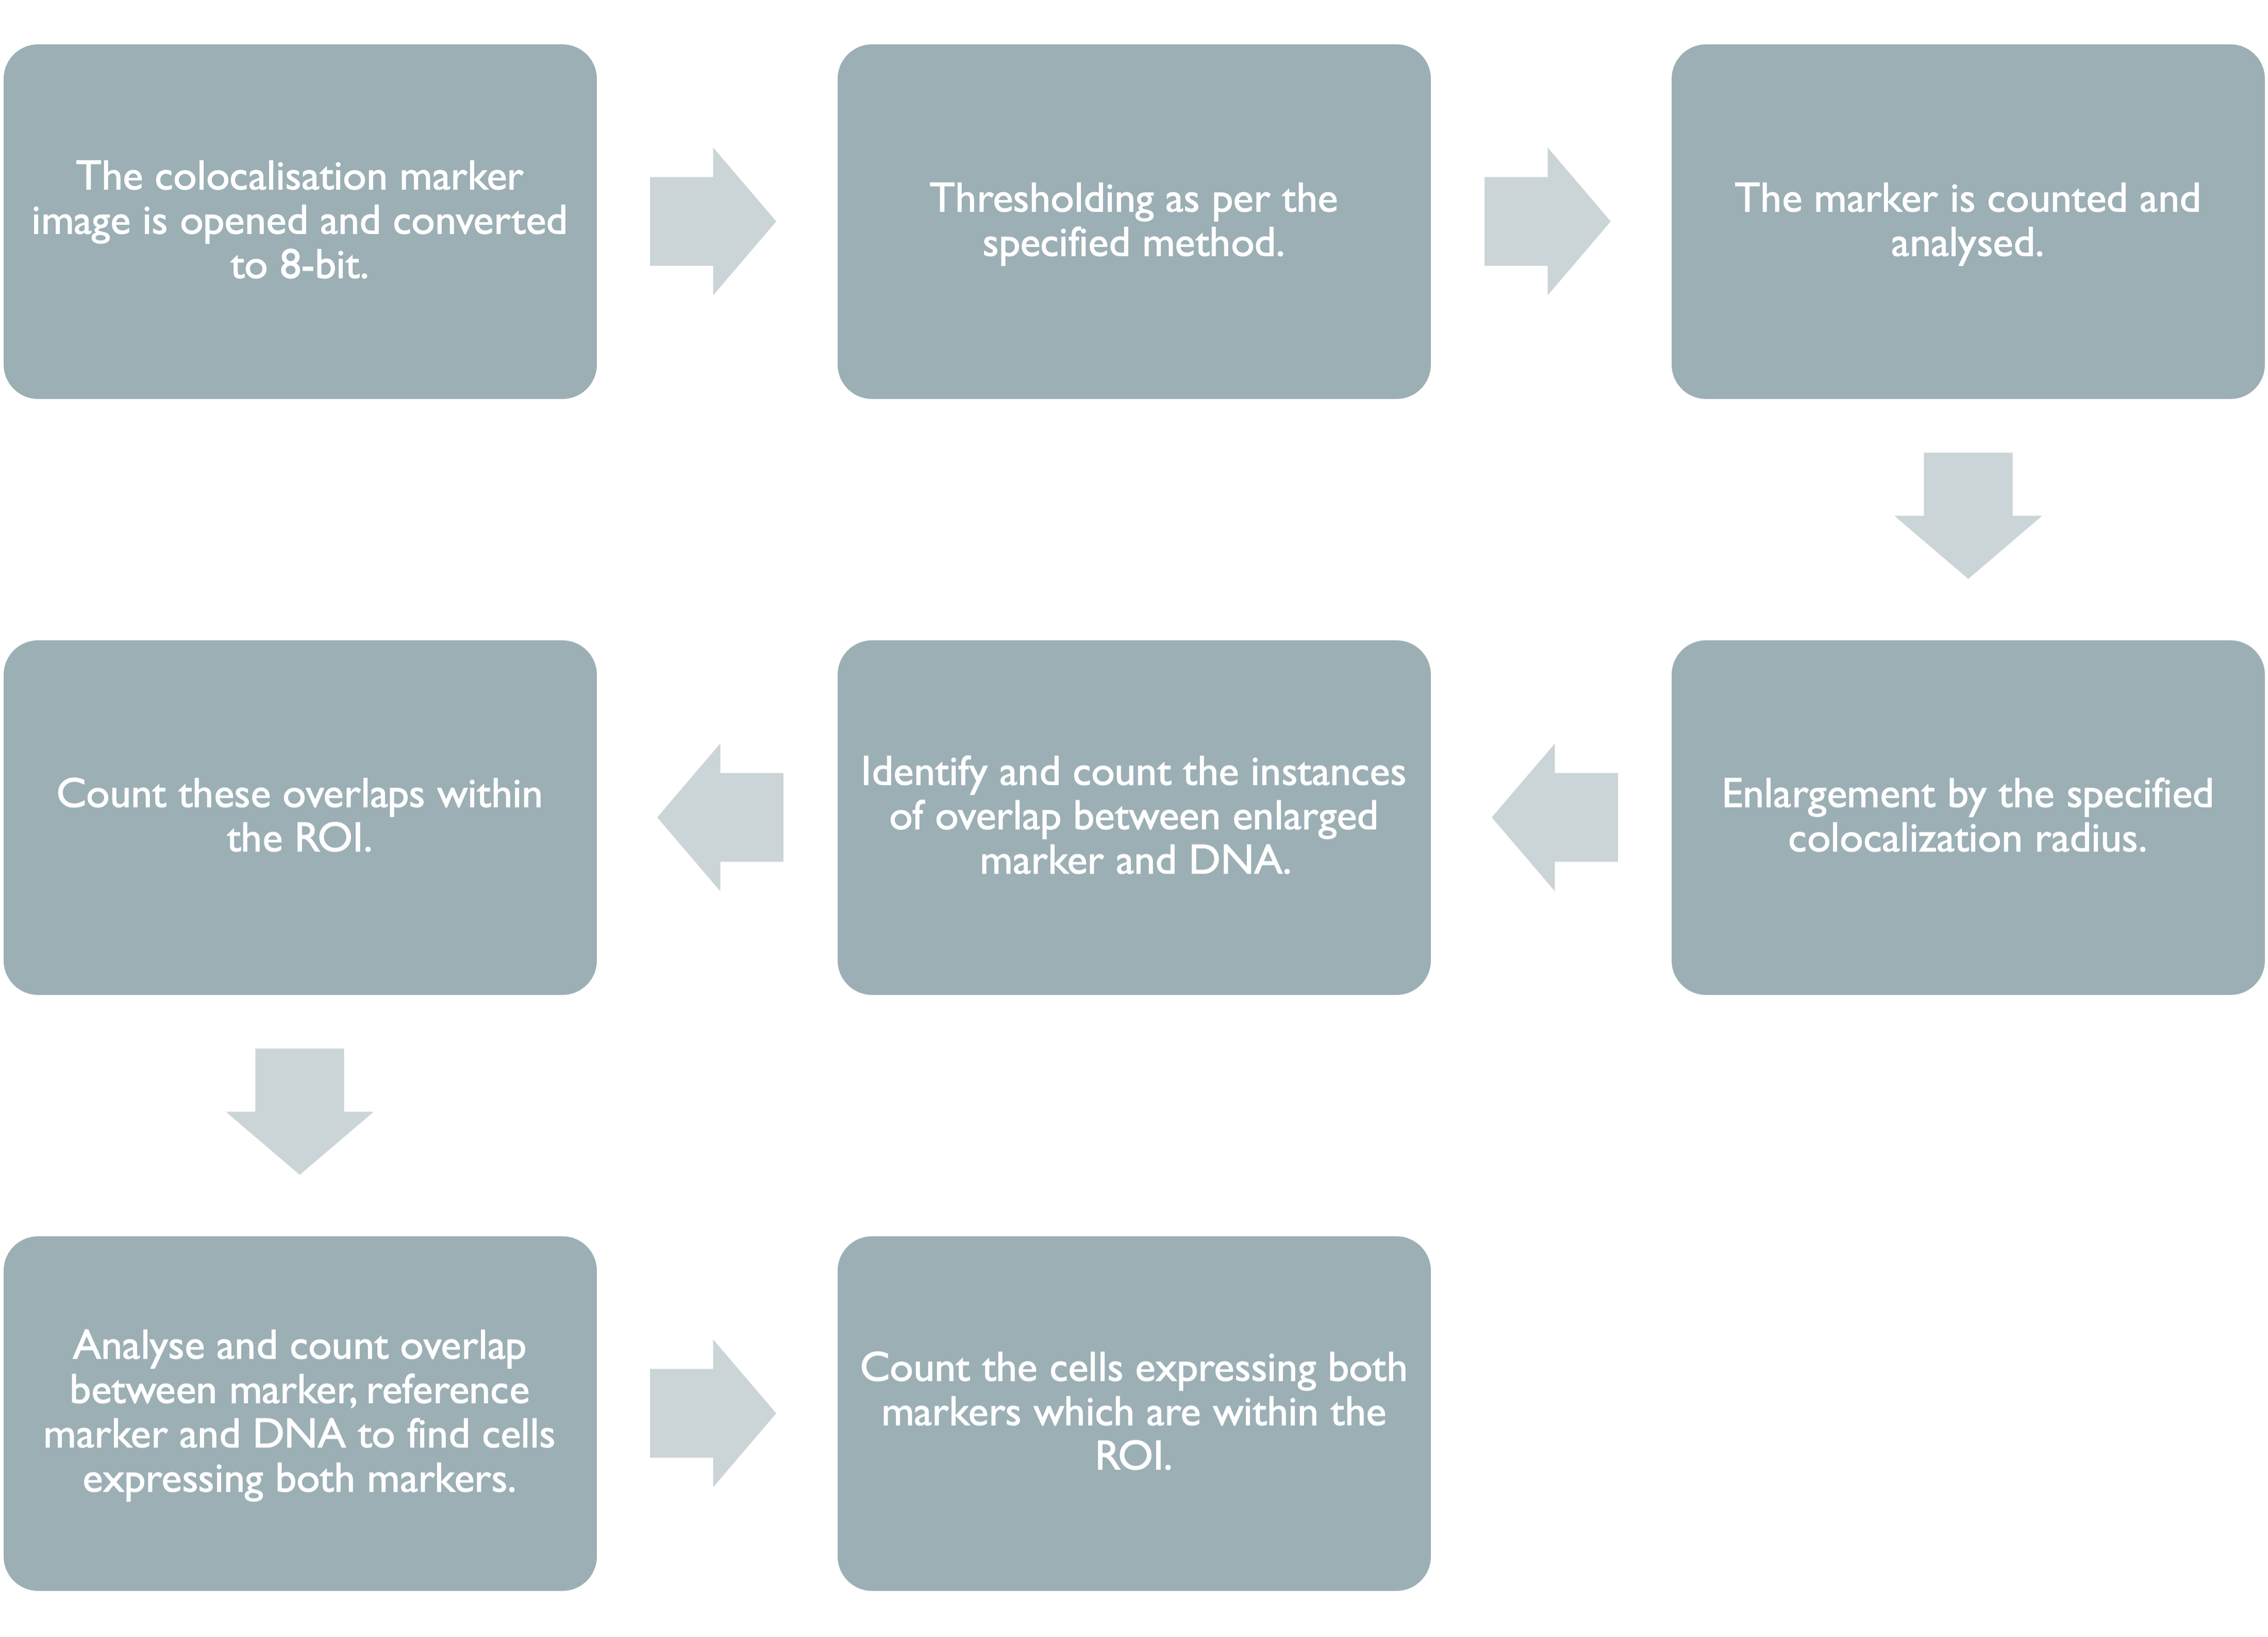 The colocalisation marker
image is opened and converted
to 8-bit.
Thresholding as per the
specified method.
The marker is counted and
analysed.
Enlargement by the specified
colocalization radius.
Identify and count the instances
of overlap between enlarged
marker and DNA.
Count these overlaps within
the ROI.
Analyse and count overlap
between marker, reference
marker and DNA to find cells
expressing both markers.
Count the cells expressing both
markers which are within the
ROI.